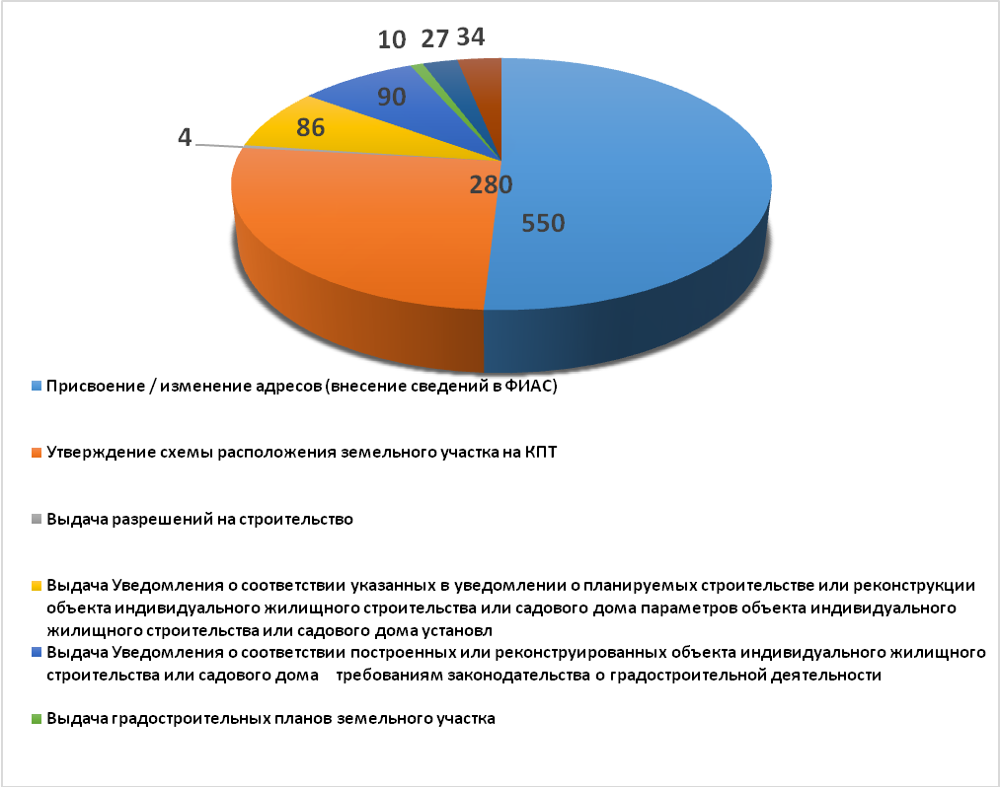 10 27 34
90
86
4
280
550
Присвоение / изменение адресов (внесение сведений в ФИАС)
Утверждение схемы расположения земельного участка на КПТ
Выдача разрешений на строительство
Выдача Уведомления о соответствии указанных в уведомлении о планируемых строительстве или реконструкции
объекта индивидуального жилищного строительства или садового дома параметров объекта индивидуального
жилищного строительства или садового дома установл
Выдача Уведомления о соответствии построенных или реконструированных объекта индивидуального жилищного
строительства или садового дома требованиям законодательства о градостроительной деятельности
Выдача градостроительных планов земельного участка